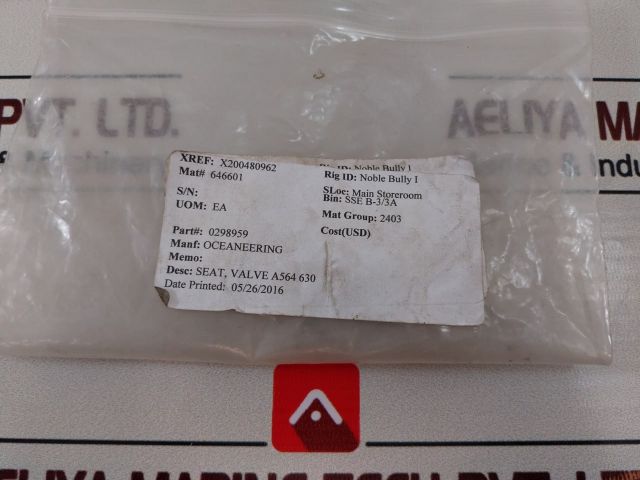 PVT. LTD.
AELIYA MA
& Machinery
& Indu
XREF: X200480962
Rig ID: Noble Bully I
Mat# 646601
Rig ID: Noble Bully I
S/N:
SLoc: Main Storeroom
Bin: SSE B-3/3A
UOM: EA
Mat Group: 2403
Part#: 0298959
Cost(USD)
Manf: OCEANEERING
Memo:
Desc: SEAT, VALVE A564 630
Date Printed: 05/26/2016